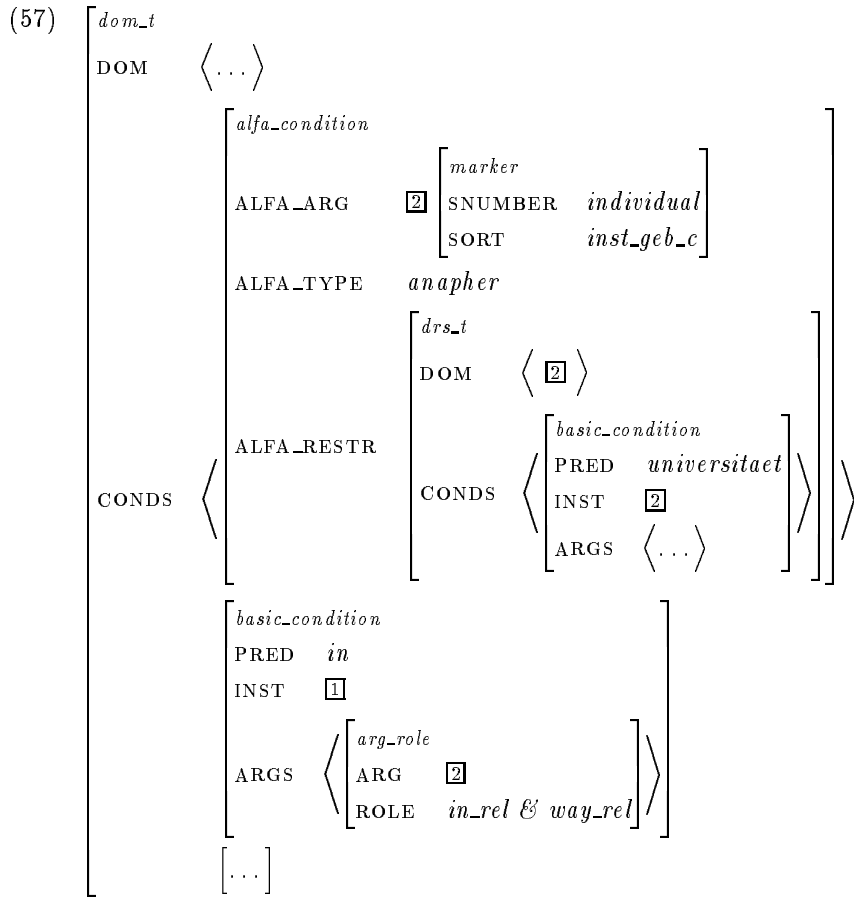 (57)
dom_t
DOM ⟨...⟩
alfa_condition
marker
ALFA_ARG [2] SNUMBER individual
SORT inst_geb_c
ALFA_TYPE anapher
drs_t
DOM ⟨ [2] ⟩
basic_condition
ALFA_RESTR
PRED universitaet
CONDS
CONDS
INST [2]
ARGS ⟨...⟩
basic_condition
PRED in
INST [1]
arg_role
ARGS ARG [2]
ROLE in_rel & way_rel
[...]